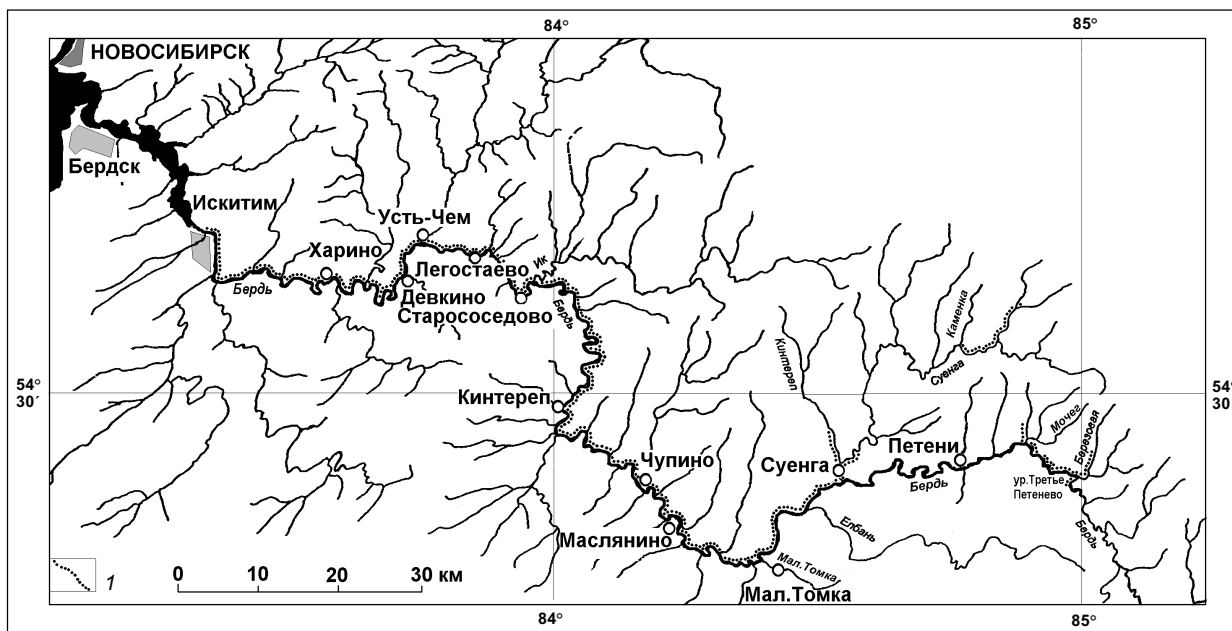 84°
85°
НОВОСИБИРСК
Бердск
Искитим
Усть-Чем
Харино
Легостаево
Ик
Бердь
Девкино
Старососедово
Бердь
Каменка
Кинтереп
Суенга
54°
30´
54°
30´
Кинтереп
Мочег
Березовая
Чупино
Суенга
Петени
Бердь
ур.Третье
Петенево
Елбань
Бердь
Маслянино
Мал.Томка
Мал.Томка
1
0 10 20 30 км
84°
85°